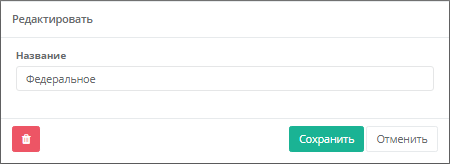 Редактировать
Название
Федеральное
Сохранить Отменить